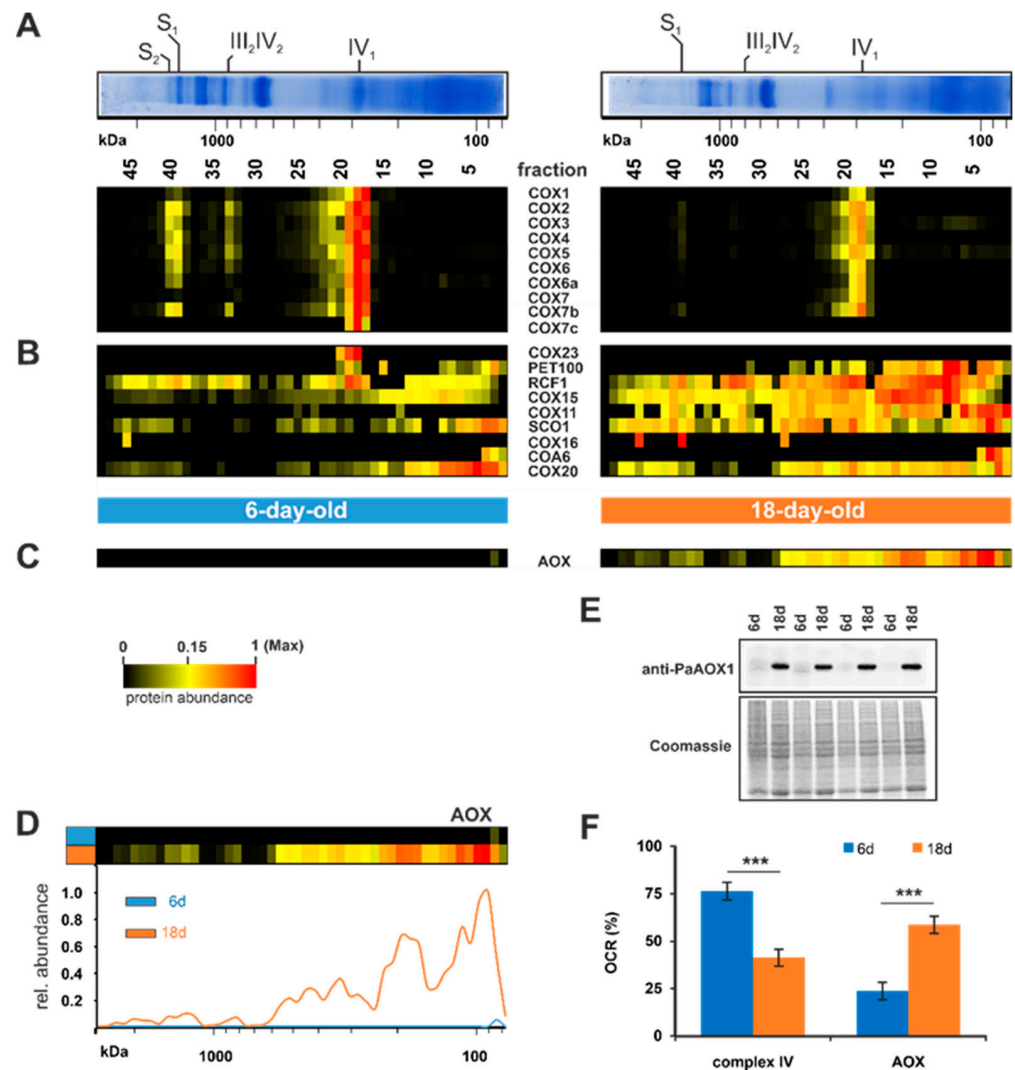 A
S1
S2
III2IV2
IV1
S1
III2IV2
IV1
kDa 1000 100
kDa 1000 100
45 40 35 30 25 20 15 10 5
fraction
45 40 35 30 25 20 15 10 5
COX1
COX2
COX3
COX4
COX5
COX6
COX6a
COX7
COX7b
COX7c
B
COX23
PET100
RCF1
COX15
COX11
SCO1
COX16
COA6
COX20
6-day-old
18-day-old
C
AOX
0 0.15 1 (Max)
protein abundance
E
6d 18d 6d 18d 6d 18d 6d 18d
anti-PaAOX1
Coomassie
D
AOX
rel. abundance
1.0
0.8
0.6
0.4
0.2
6d
18d
kDa 1000 100
F
6d 18d
OCR (%)
100
75
50
25
0
***
***
complex IV
AOX